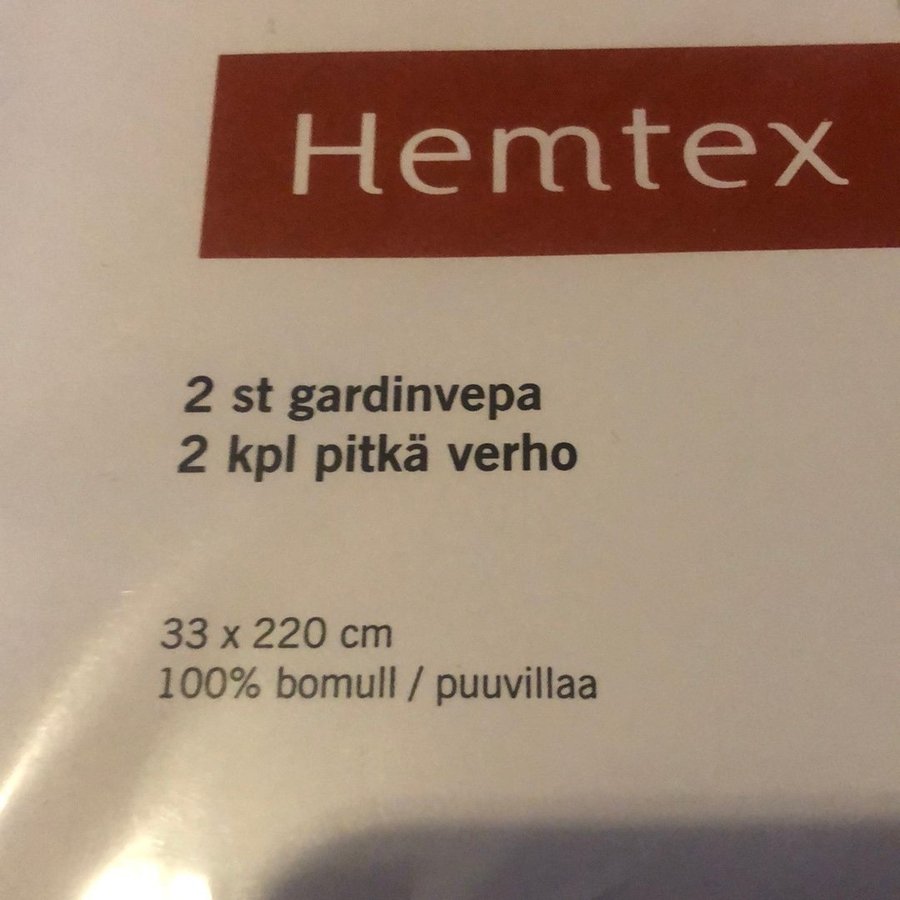 Hemtex
2 st gardinvepa
2 kpl pitkä verho
33 x 220 cm
100% bomull / puuvillaa